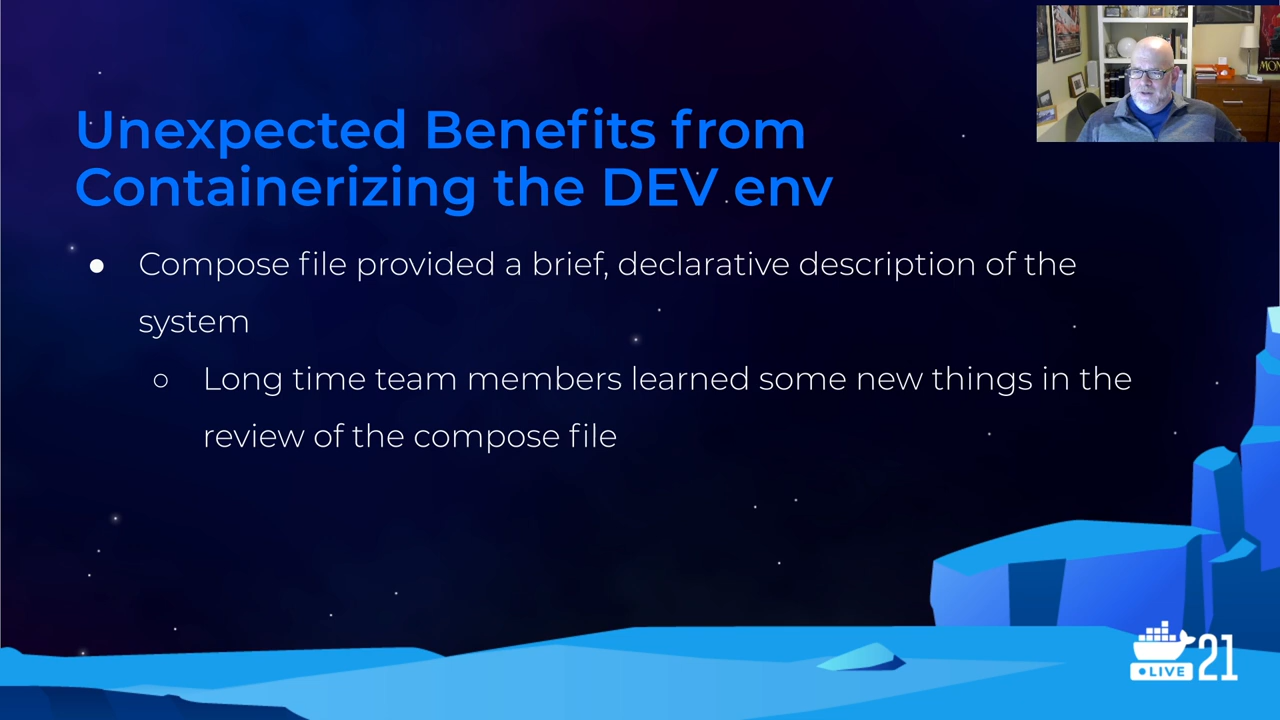 Unexpected Benefits from
Containerizing the DEV env
● Compose file provided a brief, declarative description of the
system
○ Long time team members learned some new things in the
review of the compose file
MON
LIVE 21